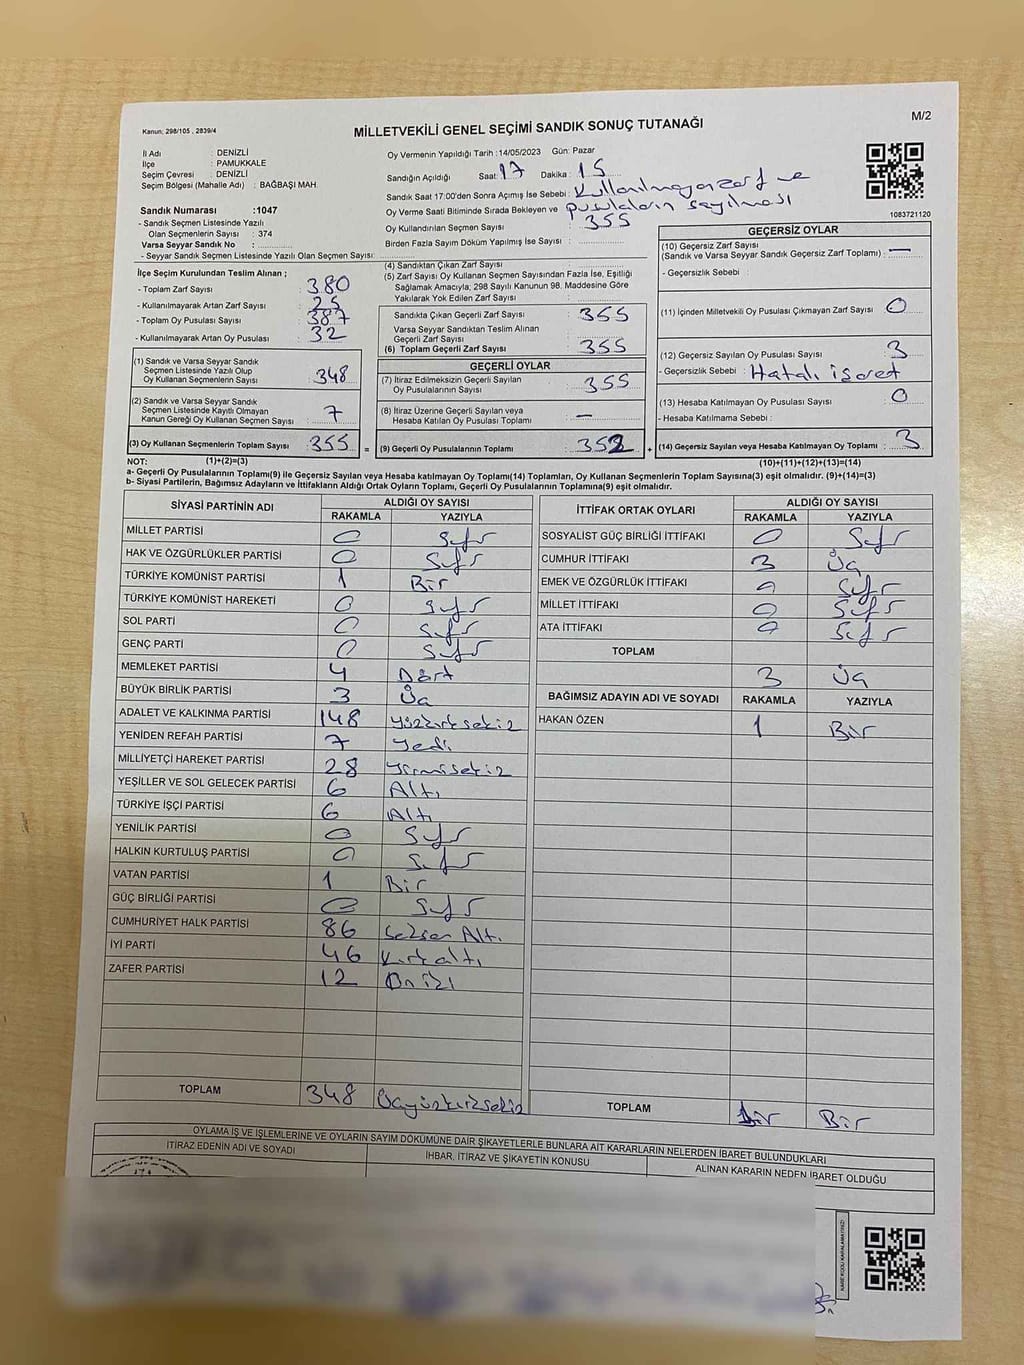 Kanun; 298/105 , 2839/4
M/2
MİLLETVEKİLİ GENEL SEÇİMİ SANDIK SONUÇ TUTANAĞI
İl Adı : DENİZLİ
İlçe : PAMUKKALE
Seçim Çevresi : DENİZLİ
Seçim Bölgesi (Mahalle Adı) : BAĞBAŞI MAH
Sandık Numarası :1047
- Sandık Seçmen Listesinde Yazılı
Olan Seçmenlerin Sayısı : 374
Varsa Seyyar Sandık No :
- Seyyar Sandık Seçmen Listesinde Yazılı Olan Seçmen Sayısı:
Oy Vermenin Yapıldığı Tarih :14/05/2023 Gün: Pazar
Sandığın Açıldığı Saat: 17 Dakika : 15
Sandık Saat 17:00'den Sonra Açımış İse Sebebi : Kullanılmayan zarf ve
Oy Verme Saati Bitiminde Sırada Bekleyen ve pusulaların sayılması
Oy Kullandırılan Seçmen Sayısı : 355
Birden Fazla Sayım Döküm Yapılmış İse Sayısı :
1083721120
İlçe Seçim Kurulundan Teslim Alınan ;
- Toplam Zarf Sayısı : 380
- Kullanılmayarak Artan Zarf Sayısı : 25
- Toplam Oy Pusulası Sayısı : 387
- Kullanılmayarak Artan Oy Pusulası : 32
(1) Sandık ve Varsa Seyyar Sandık
Seçmen Listesinde Yazılı Olup
Oy Kullanan Seçmenlerin Sayısı : 348
(2) Sandık ve Varsa Seyyar Sandık
Seçmen Listesinde Kayıtlı Olmayan
Kanun Gereği Oy Kullanan Seçmen Sayısı : 7
(3) Oy Kullanan Seçmenlerin Toplam Sayısı : 355 =
(4) Sandıktan Çıkan Zarf Sayısı :
(5) Zarf Sayısı Oy Kullanan Seçmen Sayısından Fazla İse, Eşitliği
Sağlamak Amacıyla; 298 Sayılı Kanunun 98. Maddesine Göre
Yakılarak Yok Edilen Zarf Sayısı :
Sandıkta Çıkan Geçerli Zarf Sayısı : 355
Varsa Seyyar Sandıktan Teslim Alınan
Geçerli Zarf Sayısı :
(6) Toplam Geçerli Zarf Sayısı : 355
GEÇERLİ OYLAR
(7) İtiraz Edilmeksizin Geçerli Sayılan
Oy Pusulalarının Sayısı : 355
(8) İtiraz Üzerine Geçerli Sayılan veya
Hesaba Katılan Oy Pusulası Toplamı : -
(9) Geçerli Oy Pusulalarının Toplamı : 352 +
GEÇERSİZ OYLAR
(10) Geçersiz Zarf Sayısı
(Sandık ve Varsa Seyyar Sandık Geçersiz Zarf Toplamı) : -
- Geçersizlik Sebebi :
(11) İçinden Milletvekili Oy Pusulası Çıkmayan Zarf Sayısı : 0
(12) Geçersiz Sayılan Oy Pusulası Sayısı : 3
- Geçersizlik Sebebi : Hatalı işaret
(13) Hesaba Katılmayan Oy Pusulası Sayısı : 0
- Hesaba Katılmama Sebebi :
(14) Geçersiz Sayılan veya Hesaba Katılmayan Oy Toplamı : 3
NOT: (1)+(2)=(3) (10)+(11)+(12)+(13)=(14)
a- Geçerli Oy Pusulalarının Toplamı(9) ile Geçersiz Sayılan veya Hesaba Katılmayan Oy Toplamı(14) Toplamları, Oy Kullanan Seçmenlerin Toplam Sayısına(3) eşit olmalıdır. (9)+(14)=(3)
b- Siyasi Partilerin, Bağımsız Adayların ve İttifakların Aldığı Ortak Oyların Toplamı, Geçerli Oy Pusulalarının Toplamına(9) eşit olmalıdır.
SİYASİ PARTİNİN ADI ALDIĞI OY SAYISI
RAKAMLA YAZIYLA
MİLLET PARTİSİ 0 Sıfır
HAK VE ÖZGÜRLÜKLER PARTİSİ 0 Sıfır
TÜRKİYE KOMÜNİST PARTİSİ 1 Bir
TÜRKİYE KOMÜNİST HAREKETİ 0 Sıfır
SOL PARTİ 0 Sıfır
GENÇ PARTİ 0 Sıfır
MEMLEKET PARTİSİ 4 Dört
BÜYÜK BİRLİK PARTİSİ 3 Üç
ADALET VE KALKINMA PARTİSİ 148 Yüzkırksekiz
YENİDEN REFAH PARTİSİ 7 Yedi
MİLLİYETÇİ HAREKET PARTİSİ 28 Yirmisekiz
YEŞİLLER VE SOL GELECEK PARTİSİ 6 Altı
TÜRKİYE İŞÇİ PARTİSİ 6 Altı
YENİLİK PARTİSİ 0 Sıfır
HALKIN KURTULUŞ PARTİSİ 0 Sıfır
VATAN PARTİSİ 1 Bir
GÜÇ BİRLİĞİ PARTİSİ 0 Sıfır
CUMHURİYET HALK PARTİSİ 86 Seksen Altı
İYİ PARTİ 46 Kırkaltı
ZAFER PARTİSİ 12 Oniki
TOPLAM 348 Üçyüzkırksekiz
İTTİFAK ORTAK OYLARI ALDIĞI OY SAYISI
RAKAMLA YAZIYLA
SOSYALİST GÜÇ BİRLİĞİ İTTİFAKI 0 Sıfır
CUMHUR İTTİFAKI 3 Üç
EMEK VE ÖZGÜRLÜK İTTİFAKI 0 Sıfır
MİLLET İTTİFAKI 0 Sıfır
ATA İTTİFAKI 0 Sıfır
TOPLAM
3 Üç
BAĞIMSIZ ADAYIN ADI VE SOYADI RAKAMLA YAZIYLA
HAKAN ÖZEN 1 Bir
TOPLAM Bir
OYLAMA İŞ VE İŞLEMLERİNE VE OYLARIN SAYIM DÖKÜMÜNE DAİR ŞİKAYETLERLE BUNLARA AİT KARARLARIN NELERDEN İBARET BULUNDUKLARI
İTİRAZ EDENİN ADI VE SOYADI İHBAR, İTİRAZ VE ŞİKAYETİN KONUSU ALINAN KARARIN NEDEN İBARET OLDUĞU
KARE KODU KARALAMAYINIZ!